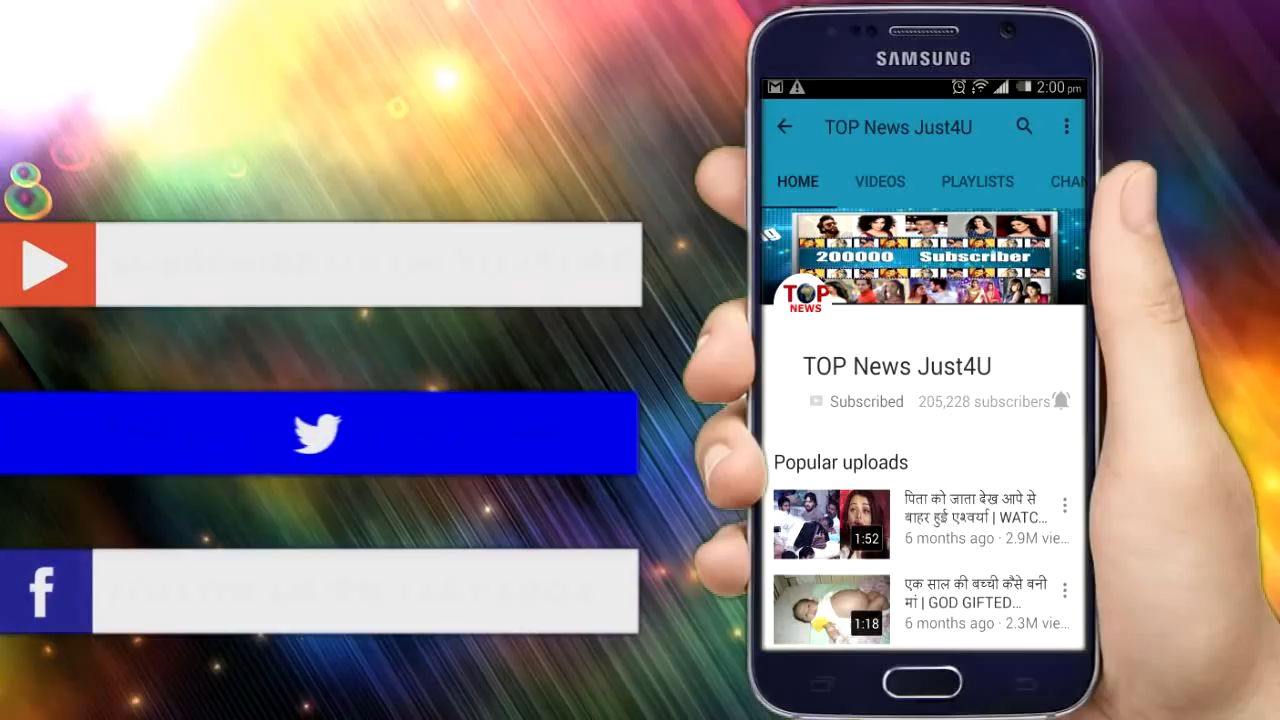 SAMSUNG
2:00 pm
TOP News Just4U
HOME VIDEOS PLAYLISTS CHAN
200000 Subscriber
TOP
NEWS
TOP News Just4U
Subscribed 205,228 subscribers
Popular uploads
पिता को जाता देख आपे से
बाहर हुई एश्वर्या | WATC...
6 months ago · 2.9M vie...
1:52
एक साल की बच्ची कैसे बनी
मां | GOD GIFTED...
6 months ago · 2.3M vie...
1:18